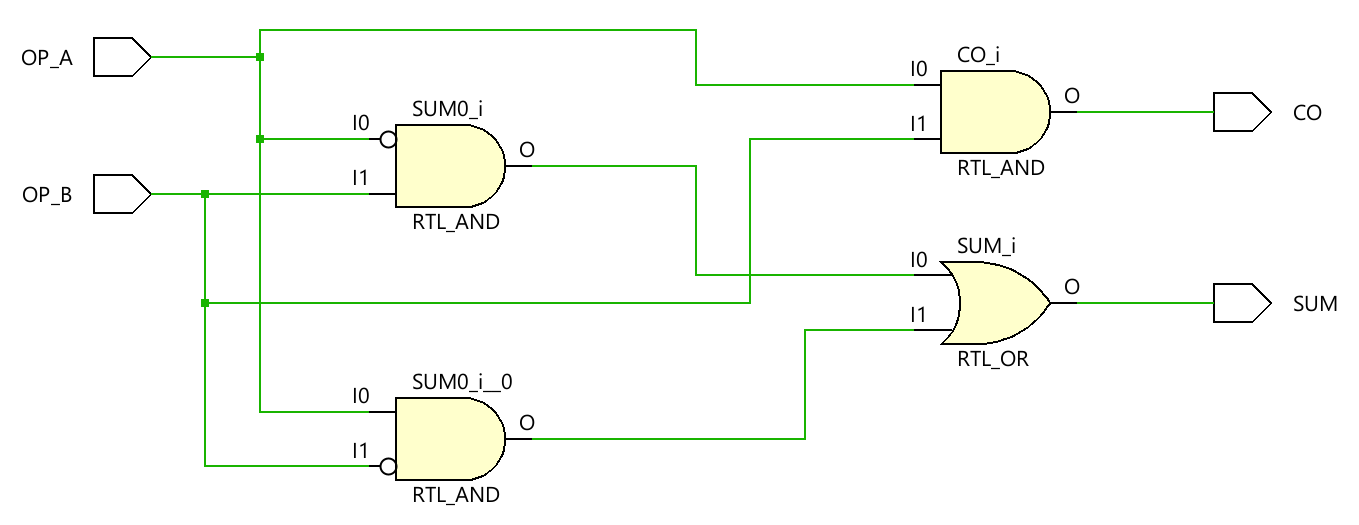 OP_A
OP_B
SUM0_i
I0
O
I1
RTL_AND
SUM0_i__0
I0
O
I1
RTL_AND
CO_i
I0
O
I1
RTL_AND
CO
SUM_i
I0
O
I1
RTL_OR
SUM